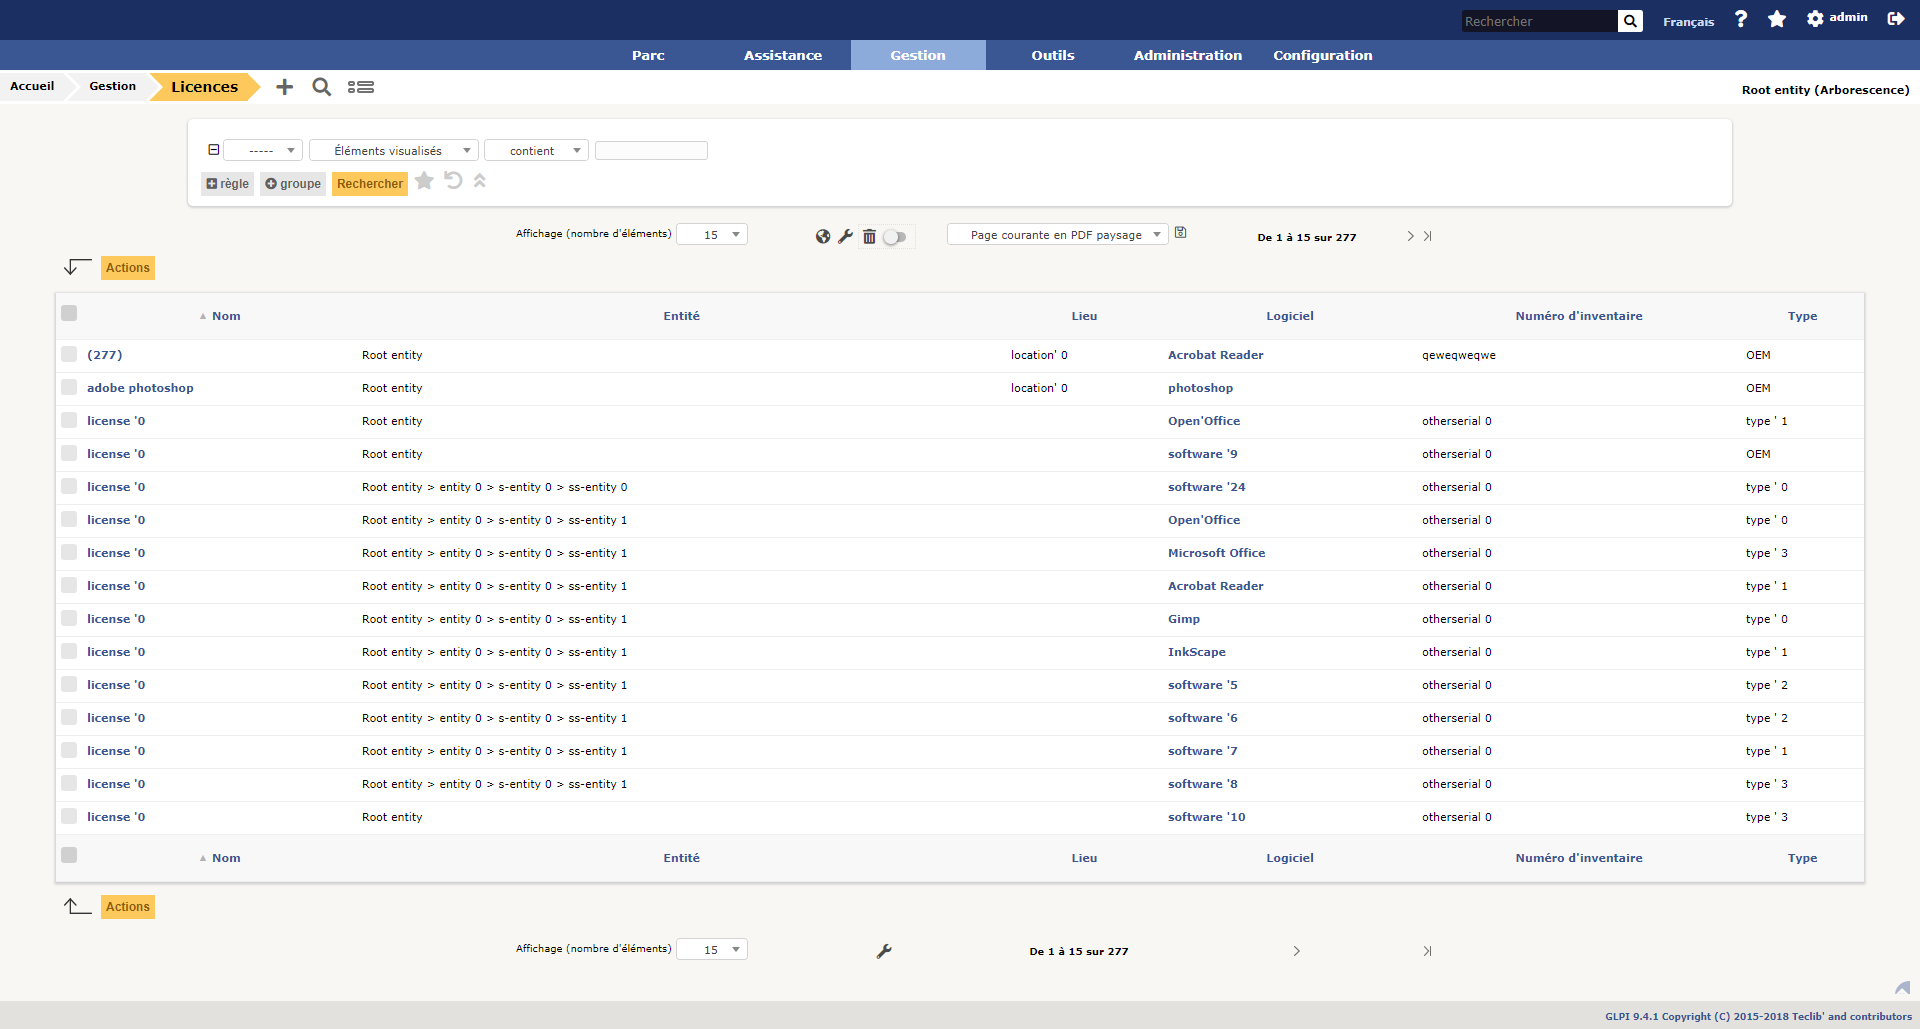 Rechercher Français ? admin
Parc Assistance Gestion Outils Administration Configuration
Accueil Gestion Licences Root entity (Arborescence)
----- Éléments visualisés contient
règle groupe Rechercher
Affichage (nombre d'éléments) 15 Page courante en PDF paysage De 1 à 15 sur 277
Actions
Nom Entité Lieu Logiciel Numéro d'inventaire Type
(277) Root entity location' 0 Acrobat Reader qeweqweqwe OEM
adobe photoshop Root entity location' 0 photoshop OEM
license '0 Root entity Open'Office otherserial 0 type ' 1
license '0 Root entity software '9 otherserial 0 OEM
license '0 Root entity > entity 0 > s-entity 0 > ss-entity 0 software '24 otherserial 0 type ' 0
license '0 Root entity > entity 0 > s-entity 0 > ss-entity 1 Open'Office otherserial 0 type ' 0
license '0 Root entity > entity 0 > s-entity 0 > ss-entity 1 Microsoft Office otherserial 0 type ' 3
license '0 Root entity > entity 0 > s-entity 0 > ss-entity 1 Acrobat Reader otherserial 0 type ' 1
license '0 Root entity > entity 0 > s-entity 0 > ss-entity 1 Gimp otherserial 0 type ' 0
license '0 Root entity > entity 0 > s-entity 0 > ss-entity 1 InkScape otherserial 0 type ' 1
license '0 Root entity > entity 0 > s-entity 0 > ss-entity 1 software '5 otherserial 0 type ' 2
license '0 Root entity > entity 0 > s-entity 0 > ss-entity 1 software '6 otherserial 0 type ' 2
license '0 Root entity > entity 0 > s-entity 0 > ss-entity 1 software '7 otherserial 0 type ' 1
license '0 Root entity > entity 0 > s-entity 0 > ss-entity 1 software '8 otherserial 0 type ' 3
license '0 Root entity software '10 otherserial 0 type ' 3
Nom Entité Lieu Logiciel Numéro d'inventaire Type
Actions
Affichage (nombre d'éléments) 15 De 1 à 15 sur 277
GLPI 9.4.1 Copyright (C) 2015-2018 Teclib' and contributors